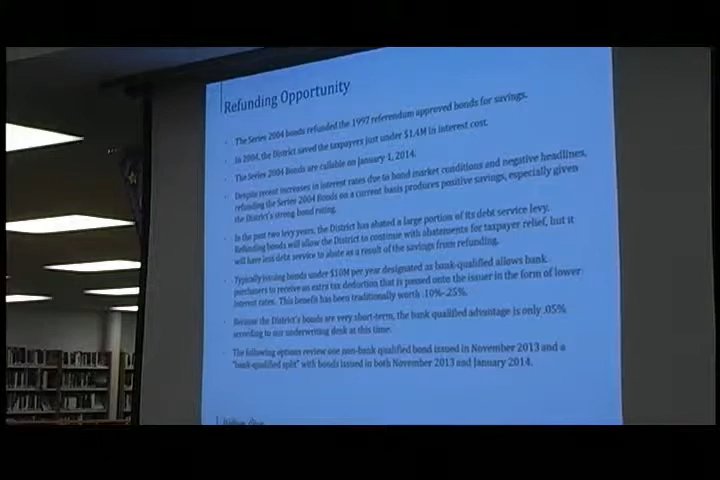 Refunding Opportunity
The Series 2004 bonds refunded the 1997 referendum approved bonds for savings.
In 2004, the District saved the taxpayers just under $1.4M in interest cost.
The Series 2004 Bonds are callable on January 1, 2014.
Despite recent increases in interest rates due to bond market conditions and negative headlines,
refunding the Series 2004 Bonds on a current basis produces positive savings, especially given
the District's strong bond rating.
In the past two levy years, the District has abated a large portion of its debt service levy.
Refunding bonds will allow the District to continue with abatements for taxpayer relief, but it
will have less debt service to abate as a result of the savings from refunding.
Typically issuing bonds under $10M per year designated as bank-qualified allows bank
purchasers to receive an extra tax deduction that is passed onto the issuer in the form of lower
interest rates. This benefit has been traditionally worth .10%-.25%.
Because the District's bonds are very short-term, the bank qualified advantage is only .05%
according to our underwriting desk at this time.
The following options review one non-bank qualified bond issued in November 2013 and a
"bank-qualified split" with bonds issued in both November 2013 and January 2014.